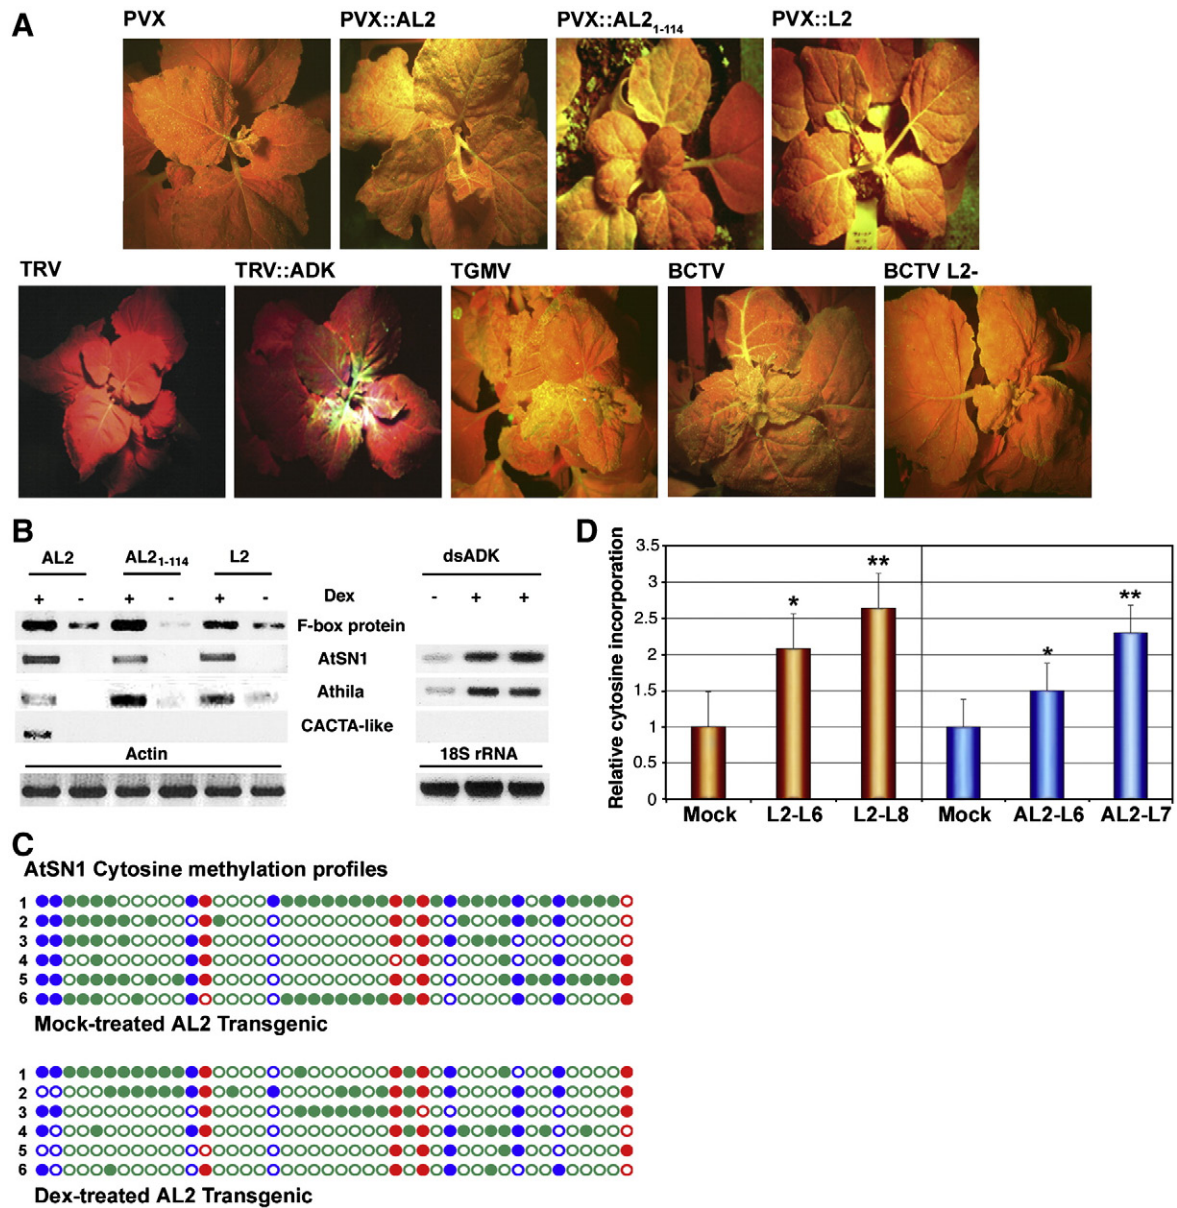 A
PVX PVX::AL2 PVX::AL21-114 PVX::L2
TRV TRV::ADK TGMV BCTV BCTV L2-
B
AL2 AL21-114 L2 dsADK
+ - + - + - Dex - + +
F-box protein
AtSN1
Athila
CACTA-like
Actin 18S rRNA
D
Relative cytosine incorporation
3.5
3
2.5
2
1.5
1
0.5
0
* ** * **
Mock L2-L6 L2-L8 Mock AL2-L6 AL2-L7
C
AtSN1 Cytosine methylation profiles
1
2
3
4
5
6
Mock-treated AL2 Transgenic
1
2
3
4
5
6
Dex-treated AL2 Transgenic